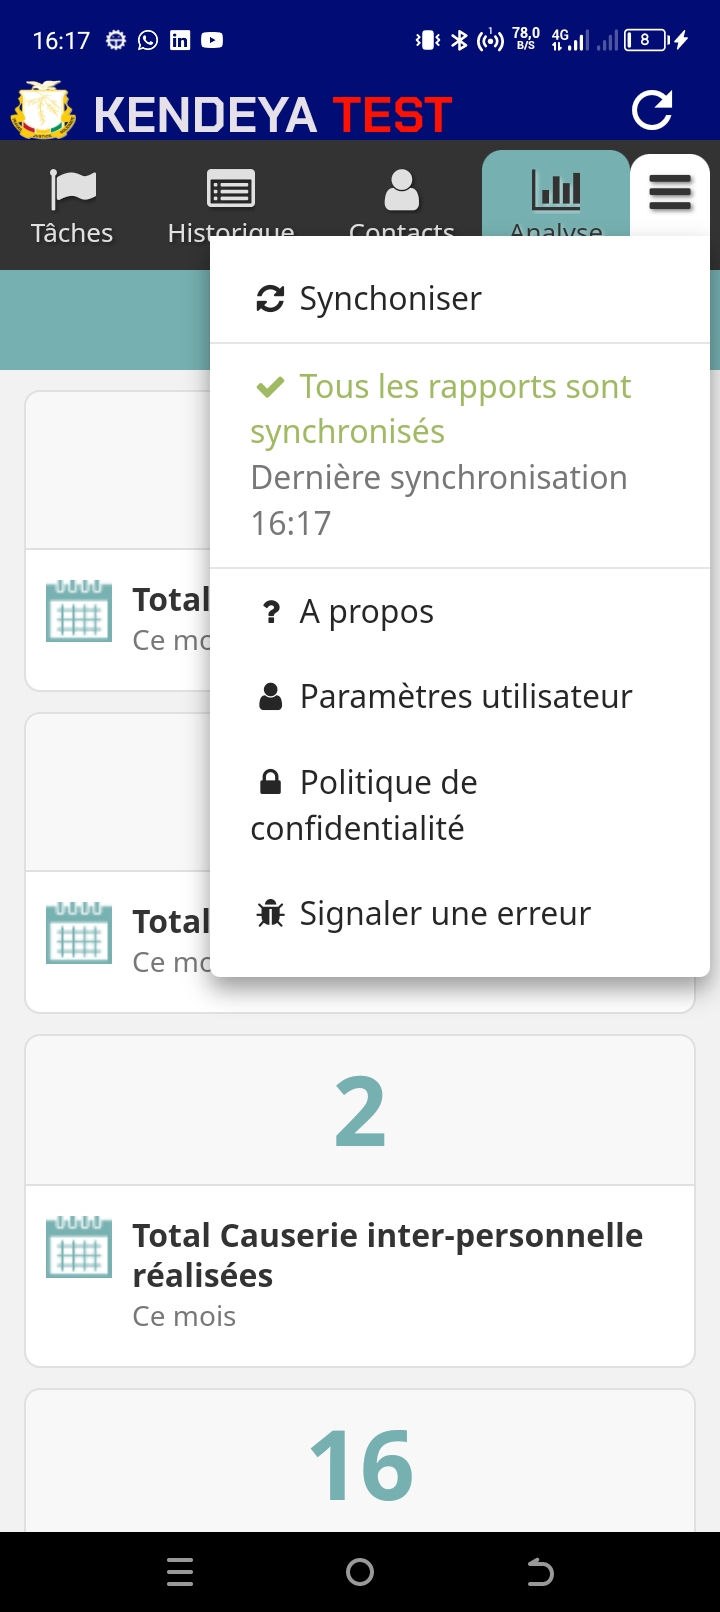 16:17
78,0
B/S
4G
8
KENDEYA TEST
Tâches
Historique
Contacts
Analyse
Synchoniser
Tous les rapports sont
synchronisés
Dernière synchronisation
16:17
? A propos
Paramètres utilisateur
Politique de
confidentialité
Signaler une erreur
Total
Ce mo
Total
Ce mo
2
Total Causerie inter-personnelle
réalisées
Ce mois
16